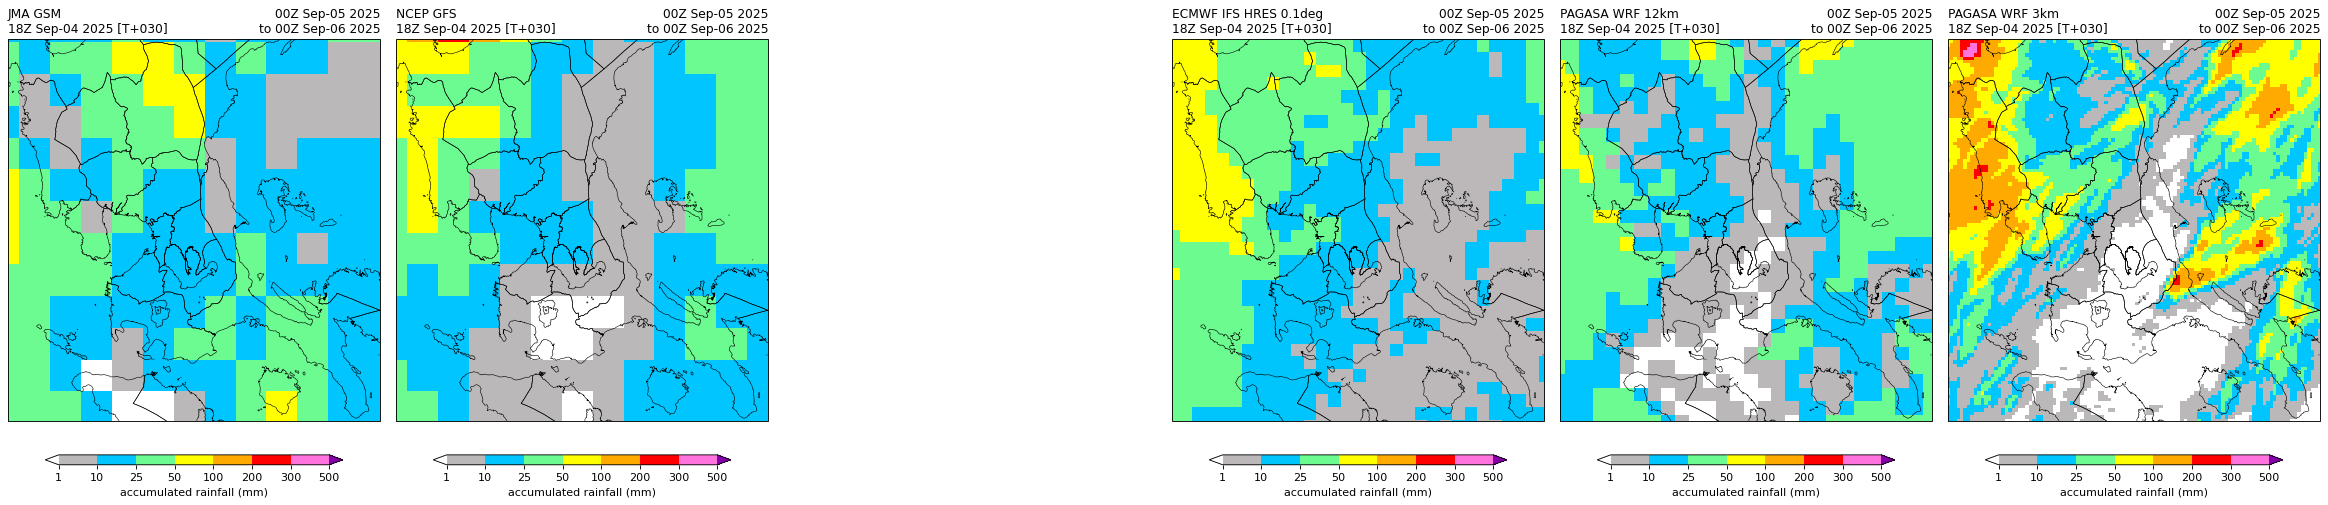 JMA GSM 00Z Sep-05 2025
18Z Sep-04 2025 [T+030] to 00Z Sep-06 2025
1 10 25 50 100 200 300 500
accumulated rainfall (mm)
NCEP GFS 00Z Sep-05 2025
18Z Sep-04 2025 [T+030] to 00Z Sep-06 2025
1 10 25 50 100 200 300 500
accumulated rainfall (mm)
ECMWF IFS HRES 0.1deg 00Z Sep-05 2025
18Z Sep-04 2025 [T+030] to 00Z Sep-06 2025
1 10 25 50 100 200 300 500
accumulated rainfall (mm)
PAGASA WRF 12km 00Z Sep-05 2025
18Z Sep-04 2025 [T+030] to 00Z Sep-06 2025
1 10 25 50 100 200 300 500
accumulated rainfall (mm)
PAGASA WRF 3km 00Z Sep-05 2025
18Z Sep-04 2025 [T+030] to 00Z Sep-06 2025
1 10 25 50 100 200 300 500
accumulated rainfall (mm)